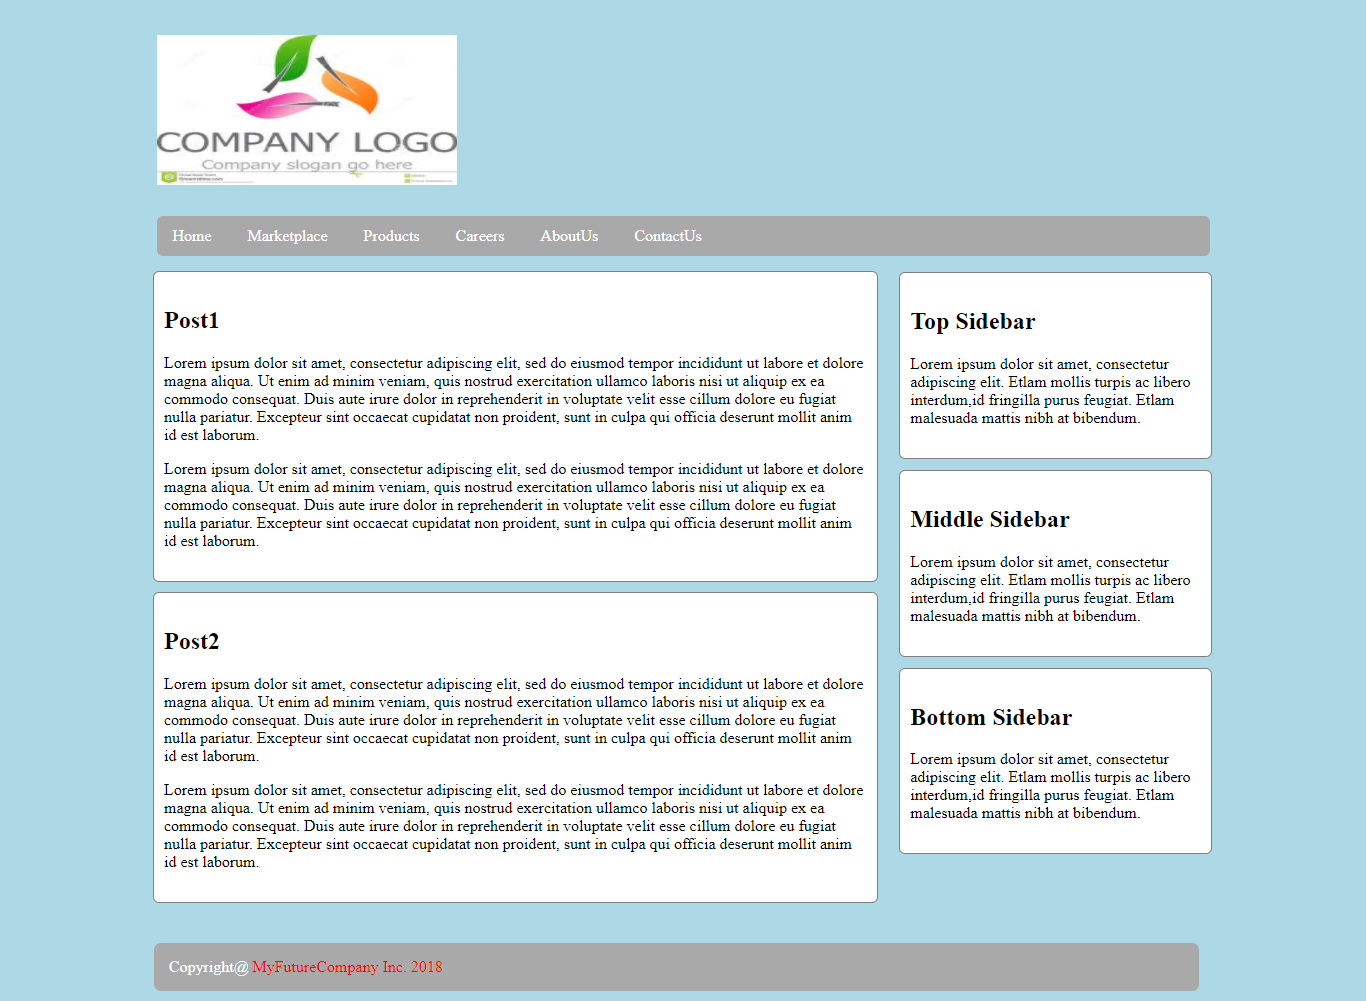 COMPANY LOGO
Company slogan go here
Home Marketplace Products Careers AboutUs ContactUs
Post1
Lorem ipsum dolor sit amet, consectetur adipiscing elit, sed do eiusmod tempor incididunt ut labore et dolore
magna aliqua. Ut enim ad minim veniam, quis nostrud exercitation ullamco laboris nisi ut aliquip ex ea
commodo consequat. Duis aute irure dolor in reprehenderit in voluptate velit esse cillum dolore eu fugiat
nulla pariatur. Excepteur sint occaecat cupidatat non proident, sunt in culpa qui officia deserunt mollit anim
id est laborum.
Lorem ipsum dolor sit amet, consectetur adipiscing elit, sed do eiusmod tempor incididunt ut labore et dolore
magna aliqua. Ut enim ad minim veniam, quis nostrud exercitation ullamco laboris nisi ut aliquip ex ea
commodo consequat. Duis aute irure dolor in reprehenderit in voluptate velit esse cillum dolore eu fugiat
nulla pariatur. Excepteur sint occaecat cupidatat non proident, sunt in culpa qui officia deserunt mollit anim
id est laborum.
Post2
Lorem ipsum dolor sit amet, consectetur adipiscing elit, sed do eiusmod tempor incididunt ut labore et dolore
magna aliqua. Ut enim ad minim veniam, quis nostrud exercitation ullamco laboris nisi ut aliquip ex ea
commodo consequat. Duis aute irure dolor in reprehenderit in voluptate velit esse cillum dolore eu fugiat
nulla pariatur. Excepteur sint occaecat cupidatat non proident, sunt in culpa qui officia deserunt mollit anim
id est laborum.
Lorem ipsum dolor sit amet, consectetur adipiscing elit, sed do eiusmod tempor incididunt ut labore et dolore
magna aliqua. Ut enim ad minim veniam, quis nostrud exercitation ullamco laboris nisi ut aliquip ex ea
commodo consequat. Duis aute irure dolor in reprehenderit in voluptate velit esse cillum dolore eu fugiat
nulla pariatur. Excepteur sint occaecat cupidatat non proident, sunt in culpa qui officia deserunt mollit anim
id est laborum.
Top Sidebar
Lorem ipsum dolor sit amet, consectetur
adipiscing elit. Etlam mollis turpis ac libero
interdum,id fringilla purus feugiat. Etlam
malesuada mattis nibh at bibendum.
Middle Sidebar
Lorem ipsum dolor sit amet, consectetur
adipiscing elit. Etlam mollis turpis ac libero
interdum,id fringilla purus feugiat. Etlam
malesuada mattis nibh at bibendum.
Bottom Sidebar
Lorem ipsum dolor sit amet, consectetur
adipiscing elit. Etlam mollis turpis ac libero
interdum,id fringilla purus feugiat. Etlam
malesuada mattis nibh at bibendum.
Copyright@ MyFutureCompany Inc. 2018